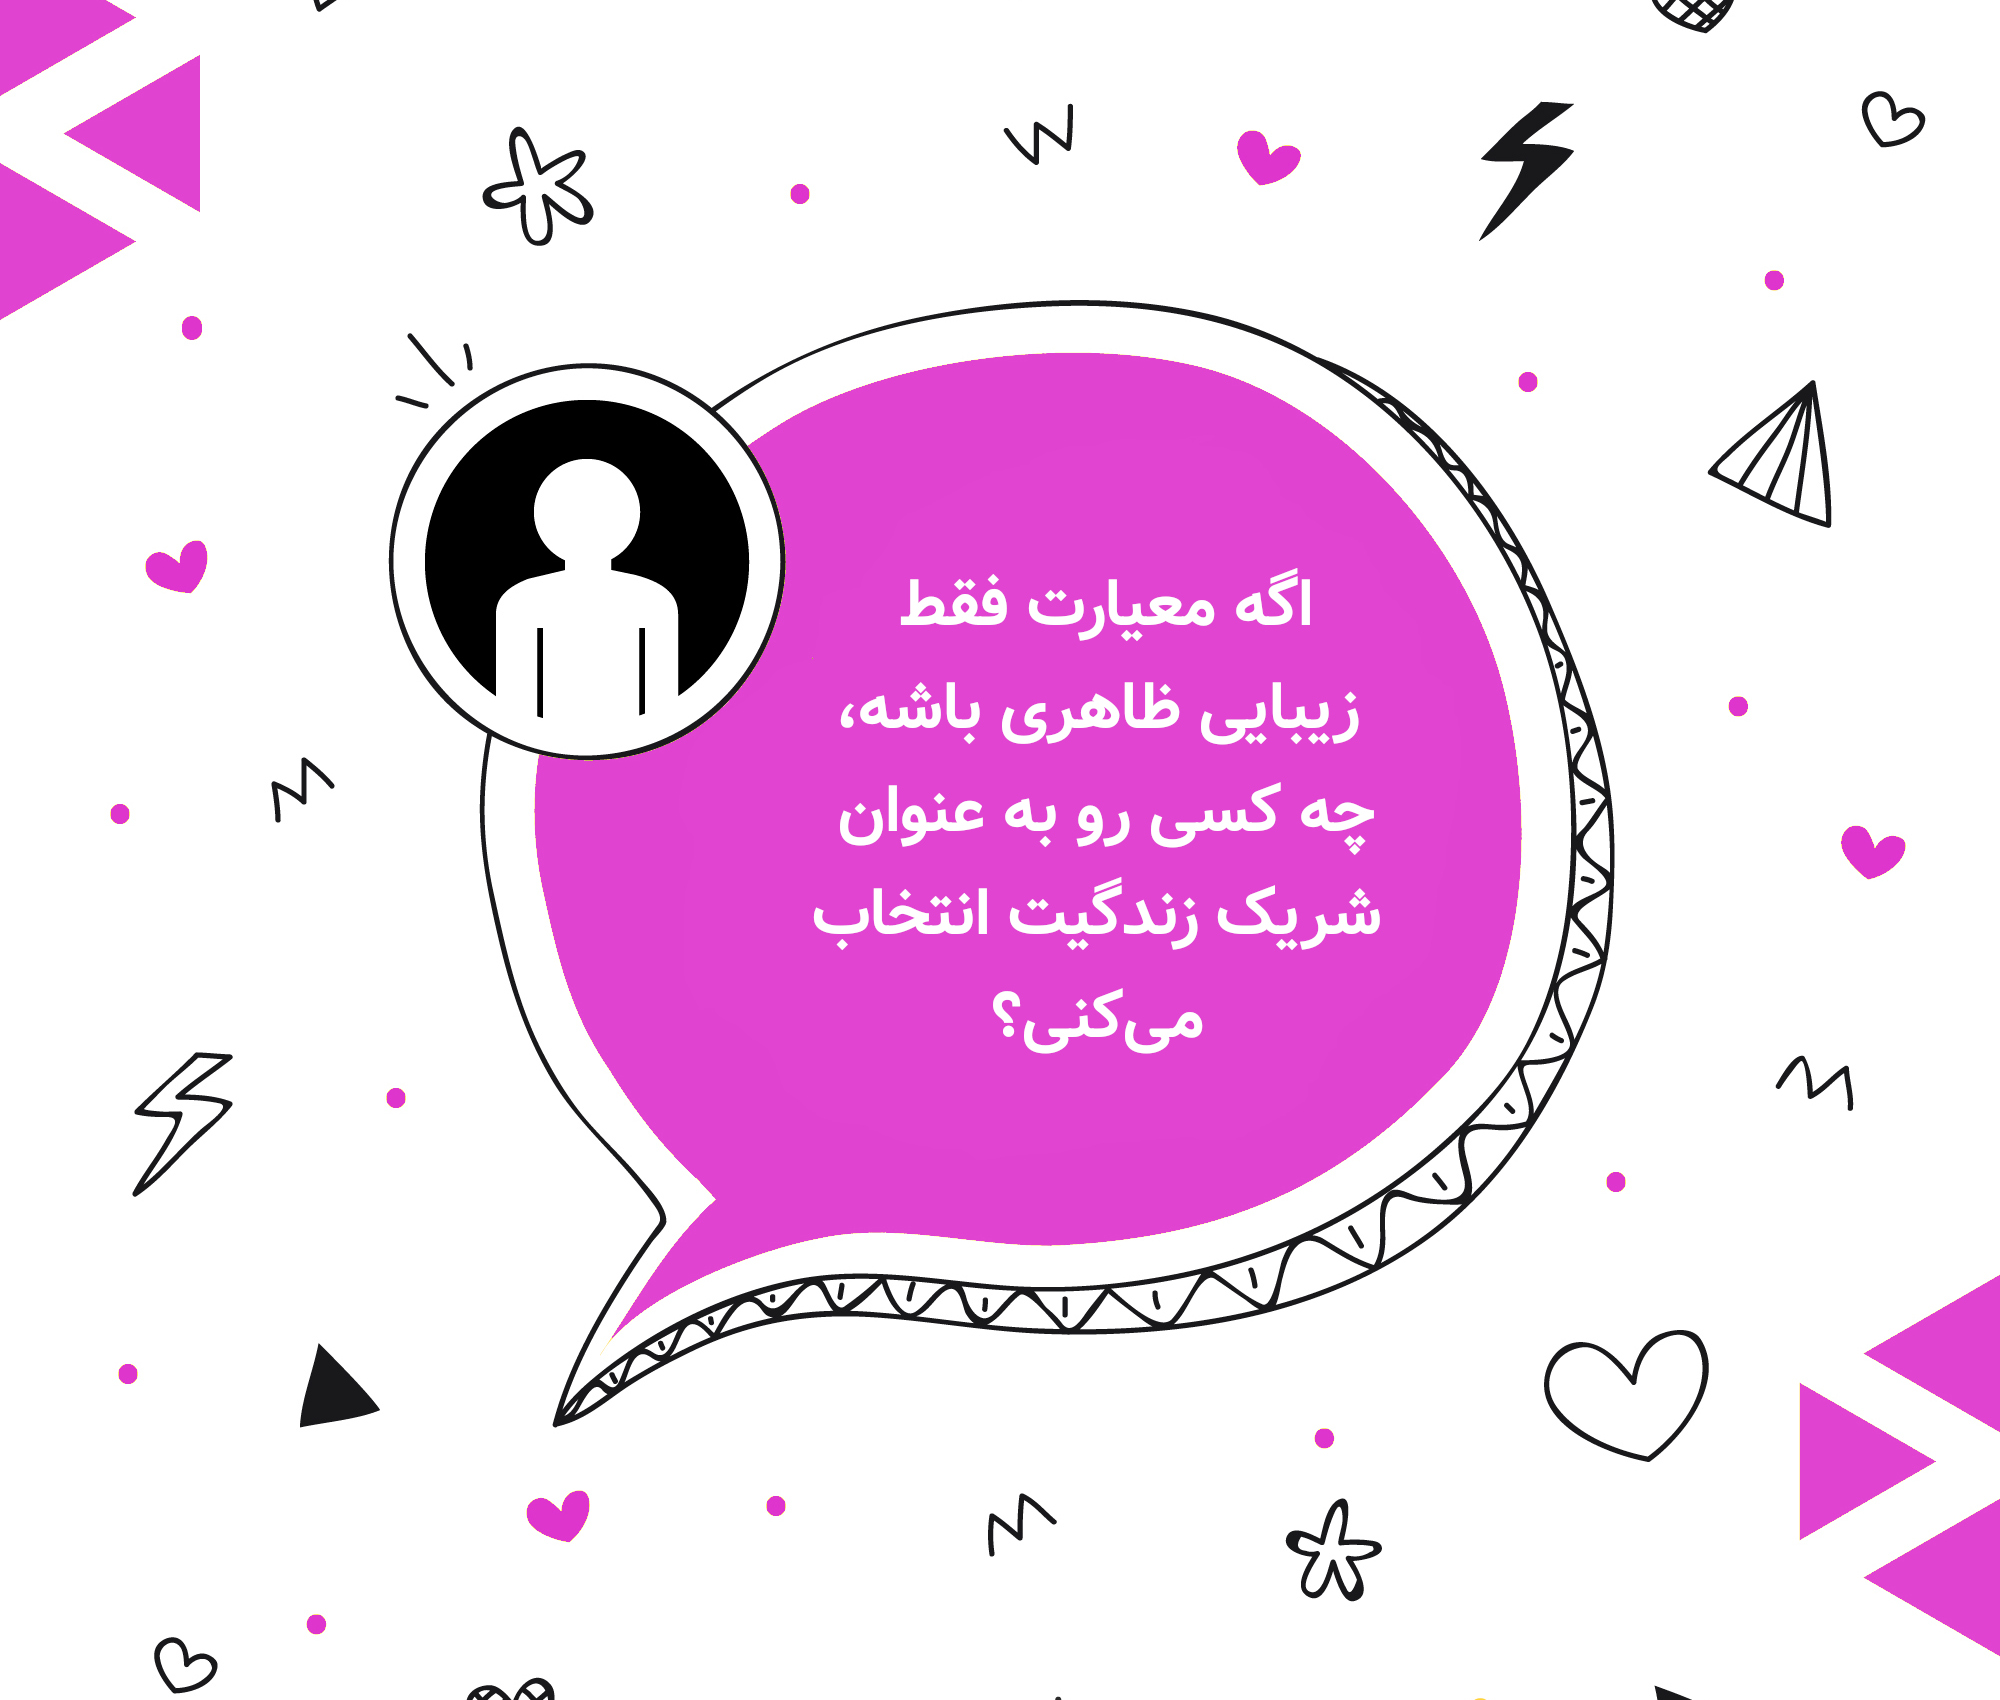 اگه معیارت فقط
زیبایی ظاهری باشه،
چه کسی رو به عنوان
شریک زندگیت انتخاب
می‌کنی؟